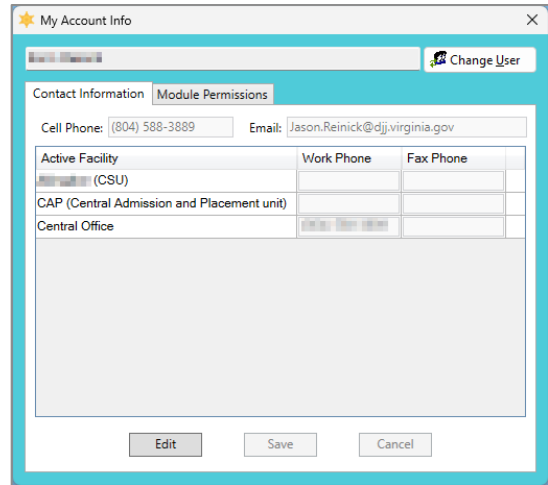 My Account Info
Change User
Contact Information Module Permissions
Cell Phone: (804) 588-3889 Email: Jason.Reinick@djj.virginia.gov
Active Facility Work Phone Fax Phone
(CSU)
CAP (Central Admission and Placement unit)
Central Office
Edit Save Cancel